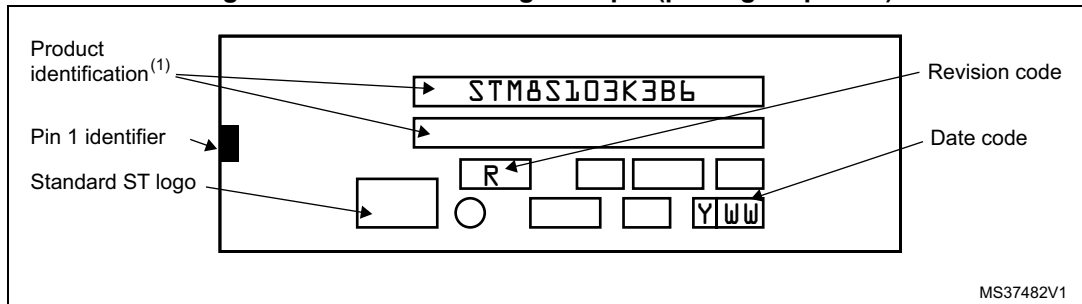 Product
identification(1)
STM8S103K3B6
Revision code
Pin 1 identifier
Date code
Standard ST logo
R
Y WW
MS37482V1